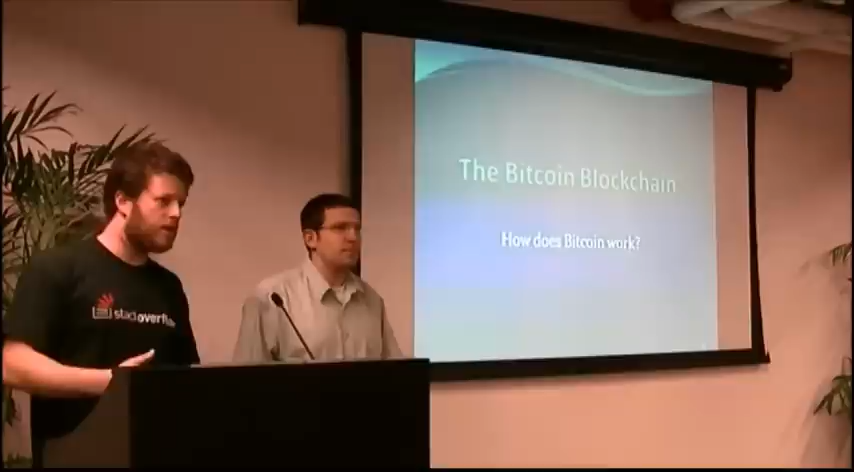 The Bitcoin Blockchain
How does Bitcoin work?
stackoverflow